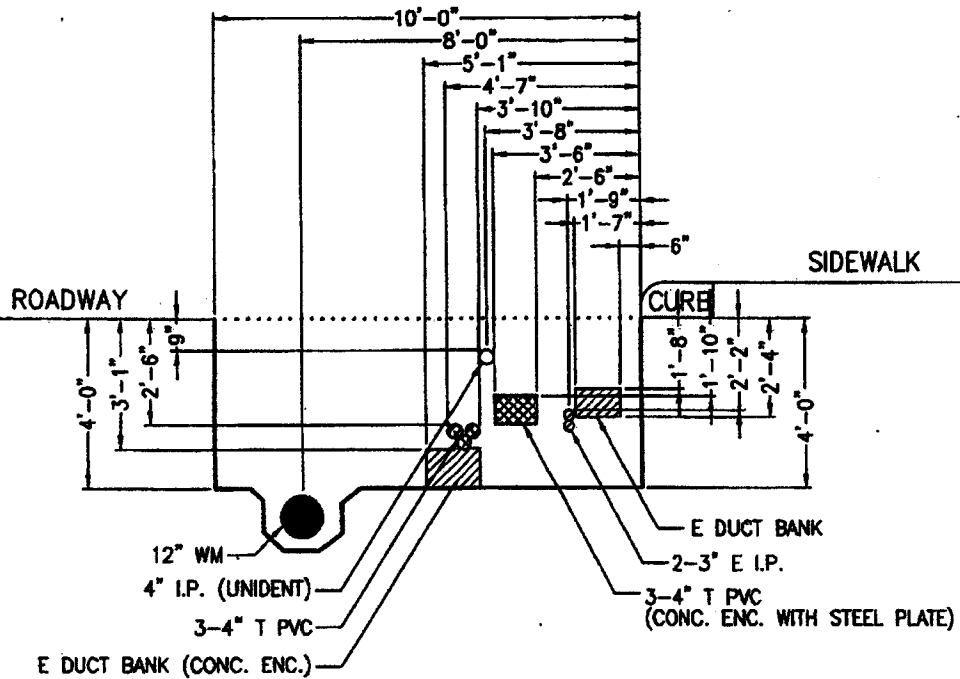 10'-0"
8'-0"
5'-1"
4'-7"
3'-10"
3'-8"
3'-6"
2'-6"
1'-9"
1'-7"
6"
SIDEWALK
ROADWAY
CURB
9"
4'-0"
3'-1"
2'-6"
1'-8"
1'-10"
2'-2"
2'-4"
4'-0"
E DUCT BANK
12" WM
2-3" E I.P.
4" I.P. (UNIDENT)
3-4" T PVC
(CONC. ENC. WITH STEEL PLATE)
3-4" T PVC
E DUCT BANK (CONC. ENC.)